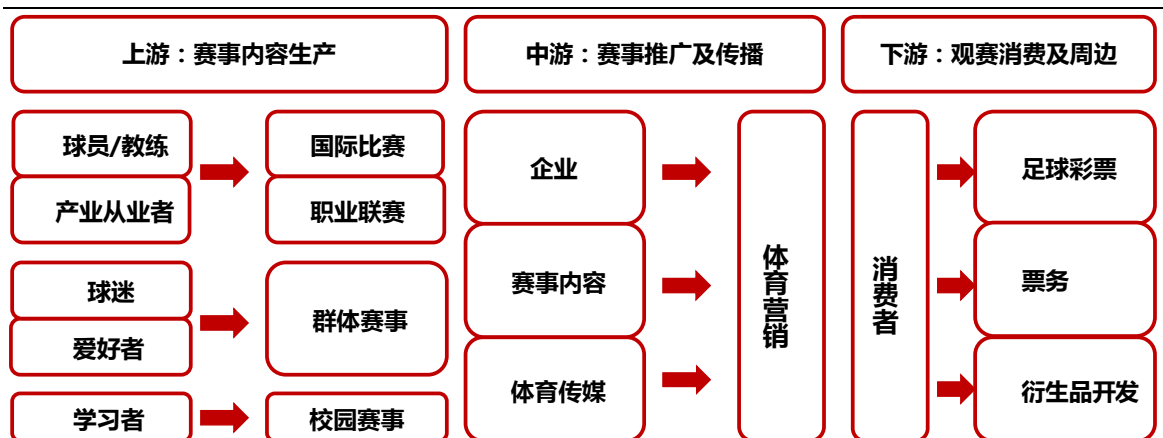 上游：赛事内容生产
中游：赛事推广及传播
下游：观赛消费及周边
球员/教练
产业从业者
国际比赛
职业联赛
球迷
爱好者
群体赛事
学习者
校园赛事
企业
赛事内容
体育传媒
体育营销
消费者
足球彩票
票务
衍生品开发